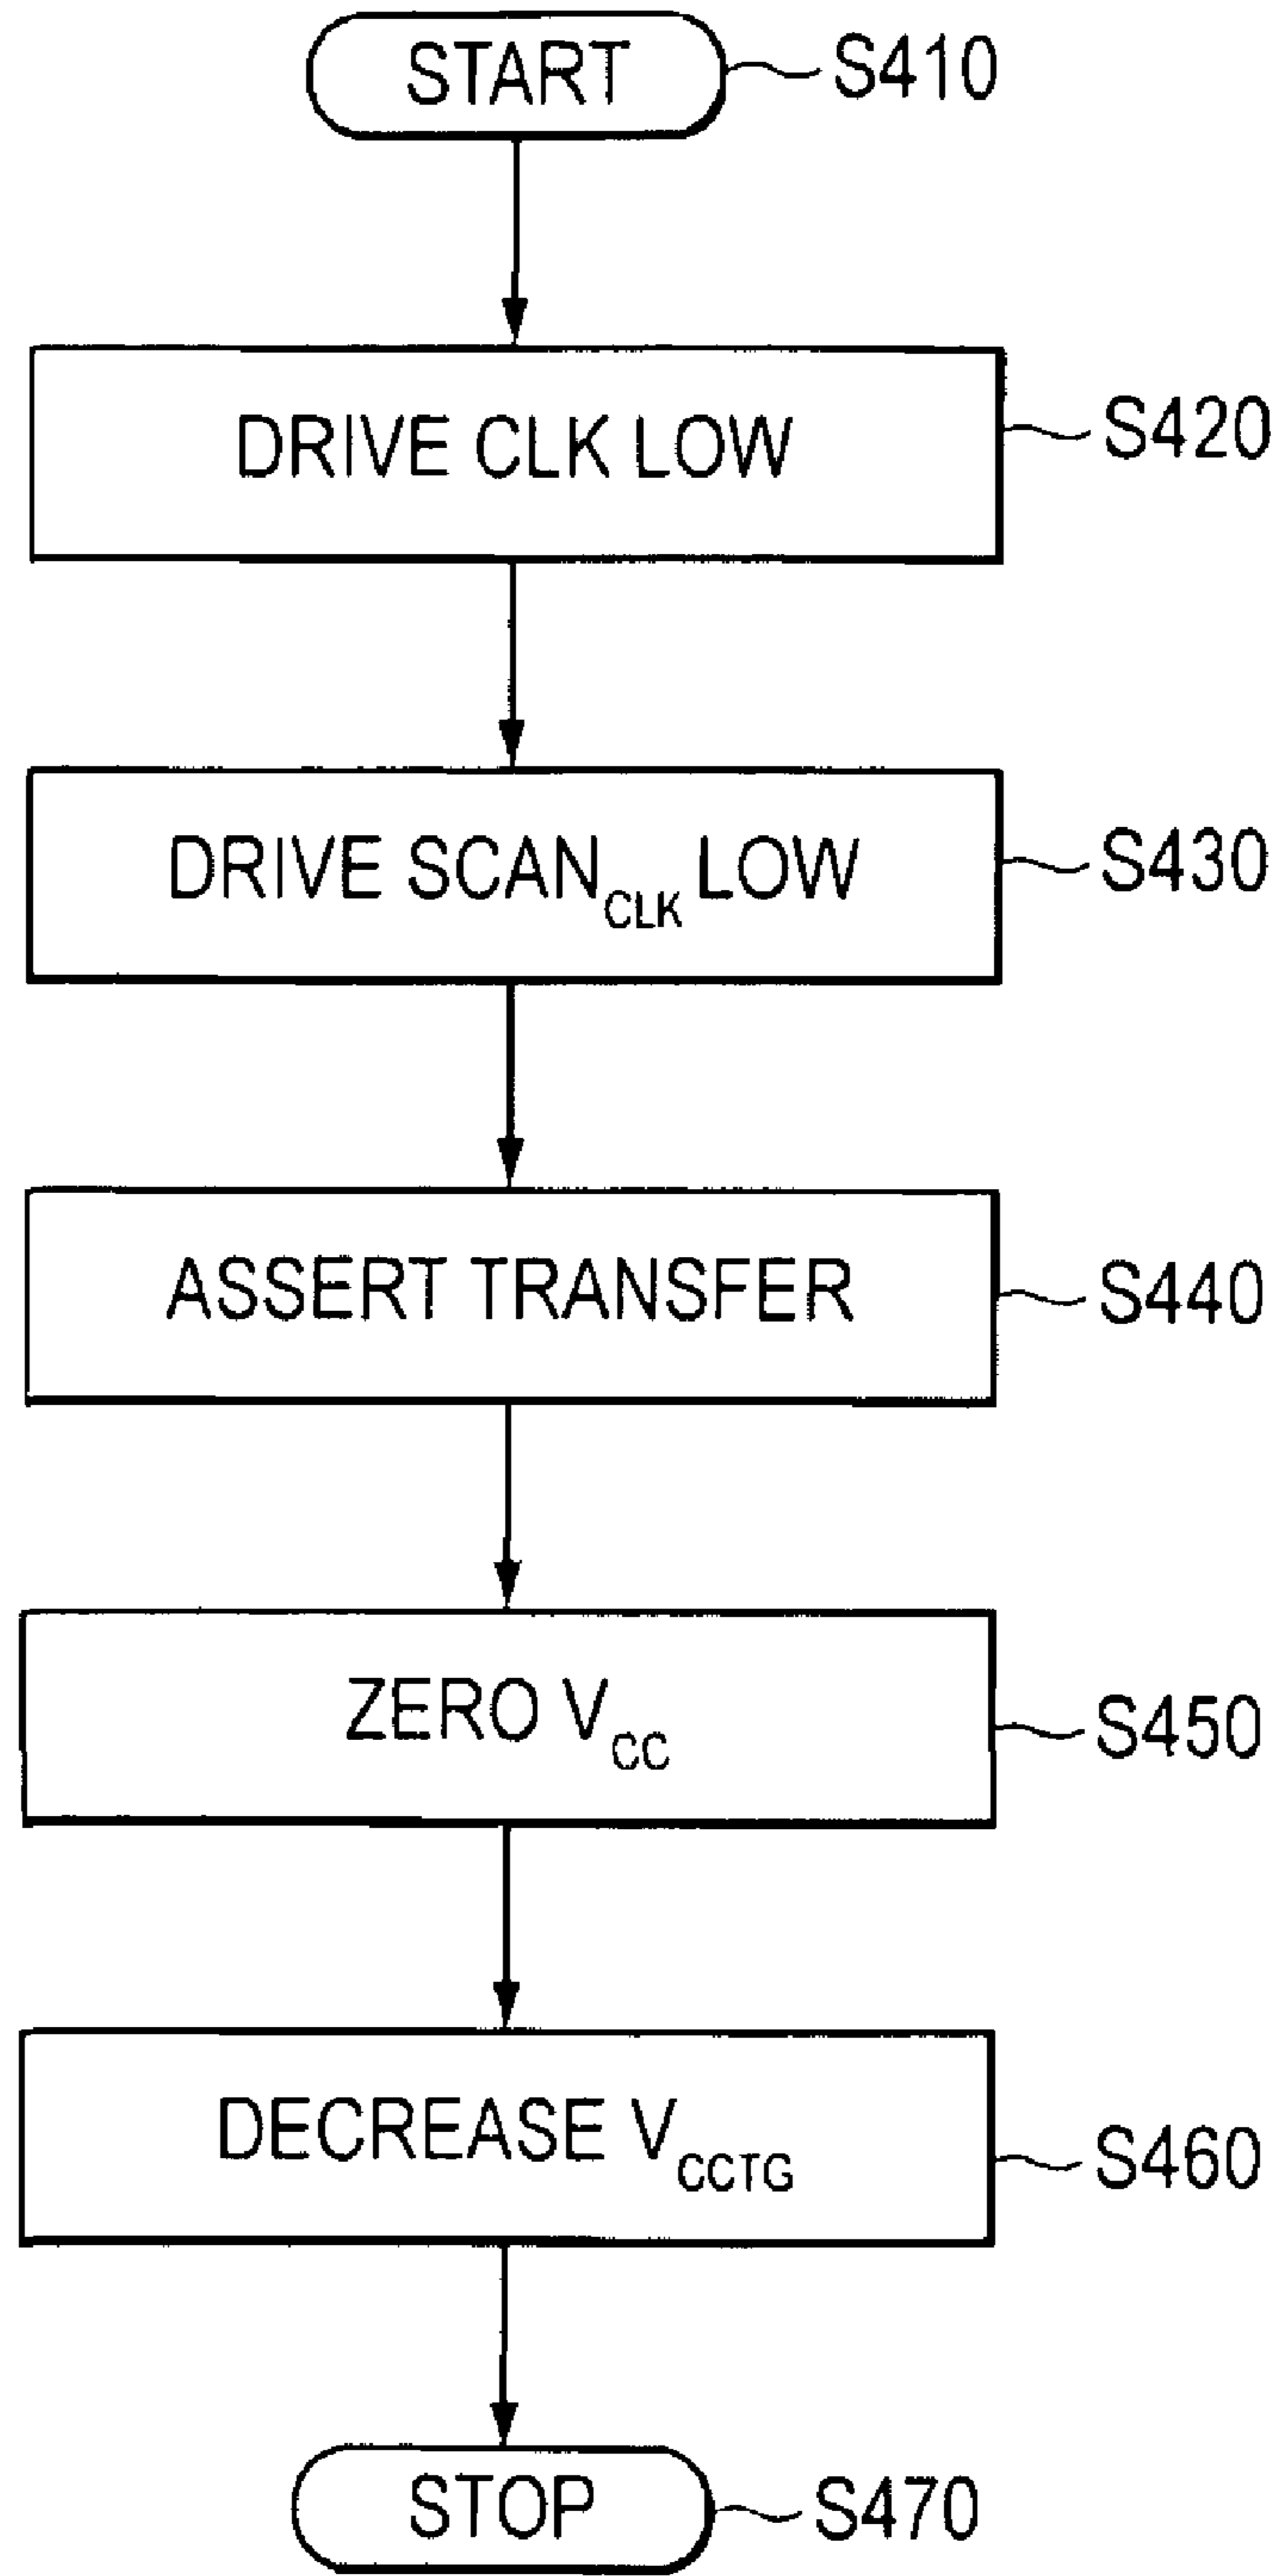 START S410
DRIVE CLK LOW S420
DRIVE SCANCLK LOW S430
ASSERT TRANSFER S440
ZERO VCC S450
DECREASE VCCTG S460
STOP S470